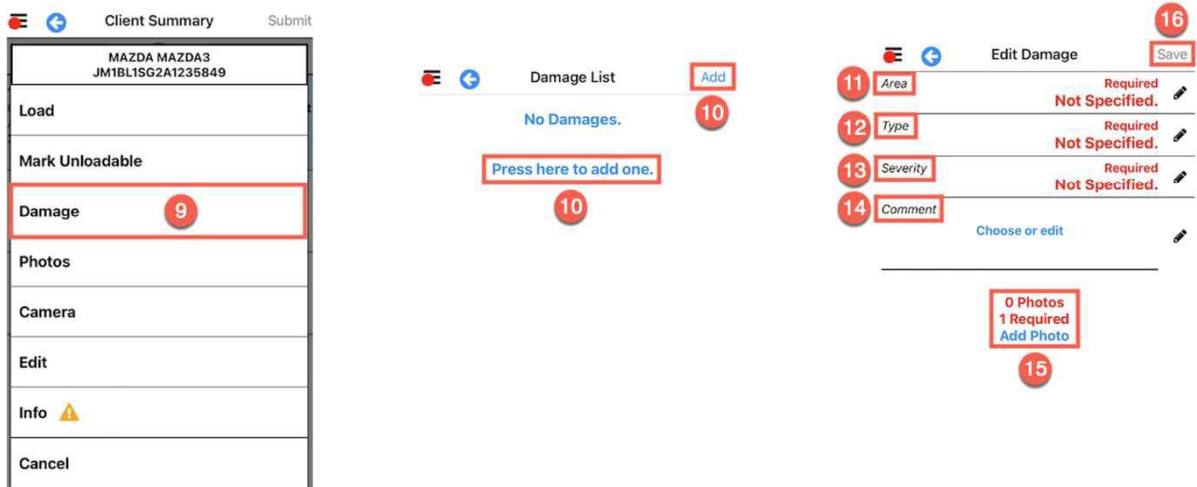 Client Summary
Submit
MAZDA MAZDA3
JM1BL1SG2A1235849
Load
Mark Unloadable
Damage
9
Photos
Camera
Edit
Info
Cancel
Damage List
Add
10
No Damages.
Press here to add one.
10
16
Edit Damage
Save
11
Area
Required
Not Specified.
12
Type
Required
Not Specified.
13
Severity
Required
Not Specified.
14
Comment
Choose or edit
0 Photos
1 Required
Add Photo
15